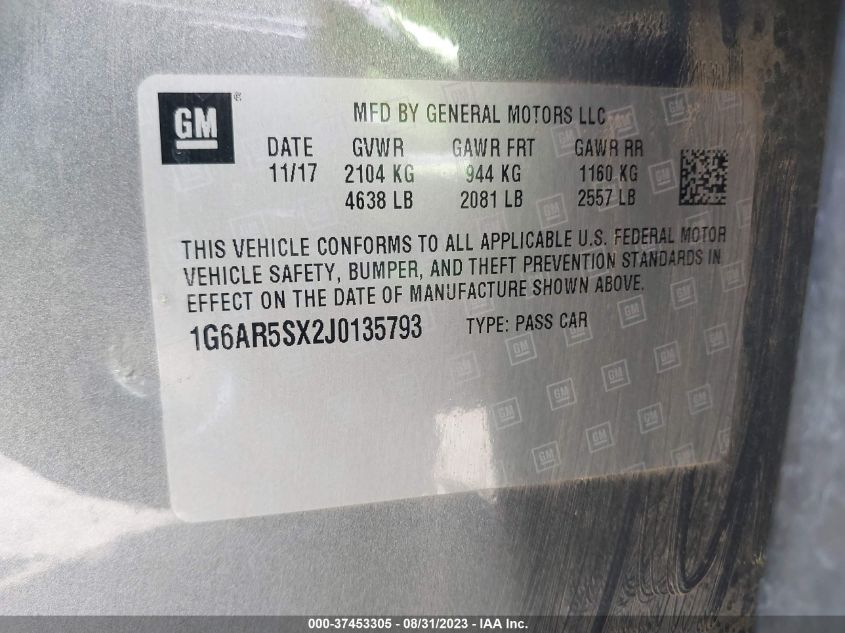 GM ®
MFD BY GENERAL MOTORS LLC
DATE GVWR GAWR FRT GAWR RR
11/17 2104 KG 944 KG 1160 KG
4638 LB 2081 LB 2557 LB
THIS VEHICLE CONFORMS TO ALL APPLICABLE U.S. FEDERAL MOTOR
VEHICLE SAFETY, BUMPER, AND THEFT PREVENTION STANDARDS IN
EFFECT ON THE DATE OF MANUFACTURE SHOWN ABOVE.
1G6AR5SX2J0135793 TYPE: PASS CAR
000-37453305 - 08/31/2023 - IAA Inc.